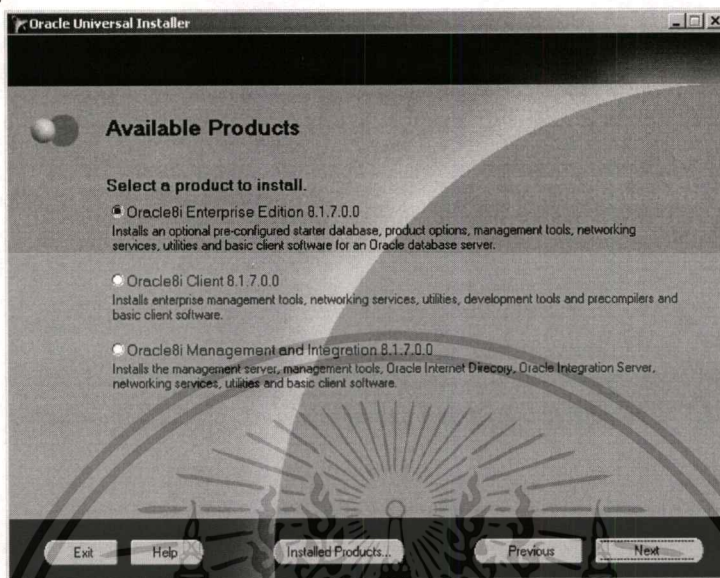 Oracle Universal Installer
Available Products
Select a product to install.
Oracle8i Enterprise Edition 8.1.7.0.0
Installs an optional pre-configured starter database, product options, management tools, networking
services, utilities and basic client software for an Oracle database server.
Oracle8i Client 8.1.7.0.0
Installs enterprise management tools, networking services, utilities, development tools and precompilers and
basic client software.
Oracle8i Management and Integration 8.1.7.0.0
Installs the management server, management tools, Oracle Internet Direcory, Oracle Integration Server,
networking services, utilities and basic client software.
Exit Help Installed Products... Previous Next